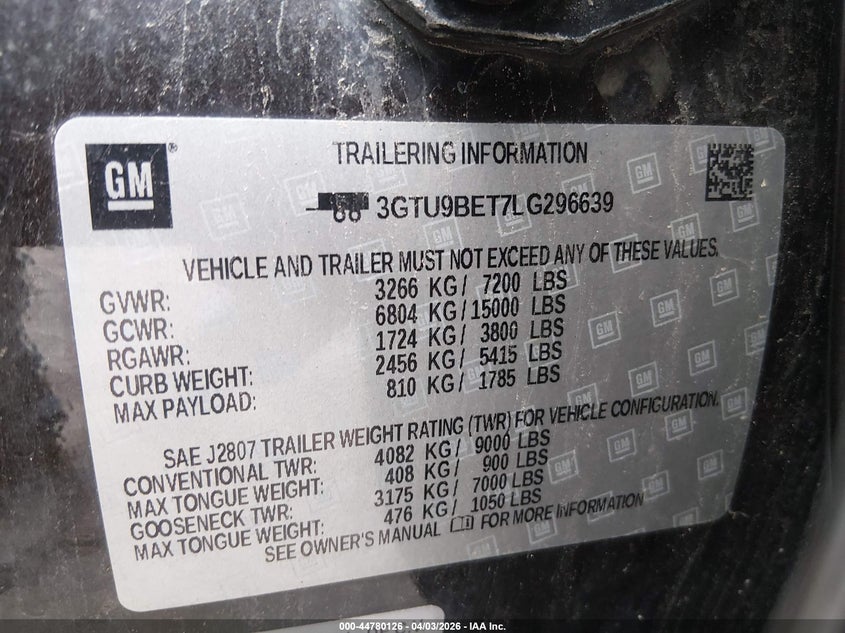 GM ®
TRAILERING INFORMATION
3GTU9BET7LG296639
VEHICLE AND TRAILER MUST NOT EXCEED ANY OF THESE VALUES.
GVWR: 3266 KG/ 7200 LBS
GCWR: 6804 KG/ 15000 LBS
RGAWR: 1724 KG/ 3800 LBS
CURB WEIGHT: 2456 KG/ 5415 LBS
MAX PAYLOAD: 810 KG/ 1785 LBS
SAE J2807 TRAILER WEIGHT RATING (TWR) FOR VEHICLE CONFIGURATION.
CONVENTIONAL TWR: 4082 KG/ 9000 LBS
MAX TONGUE WEIGHT: 408 KG/ 900 LBS
GOOSENECK TWR: 3175 KG/ 7000 LBS
MAX TONGUE WEIGHT: 476 KG/ 1050 LBS
SEE OWNER'S MANUAL FOR MORE INFORMATION
000-44780126 - 04/03/2026 - IAA Inc.